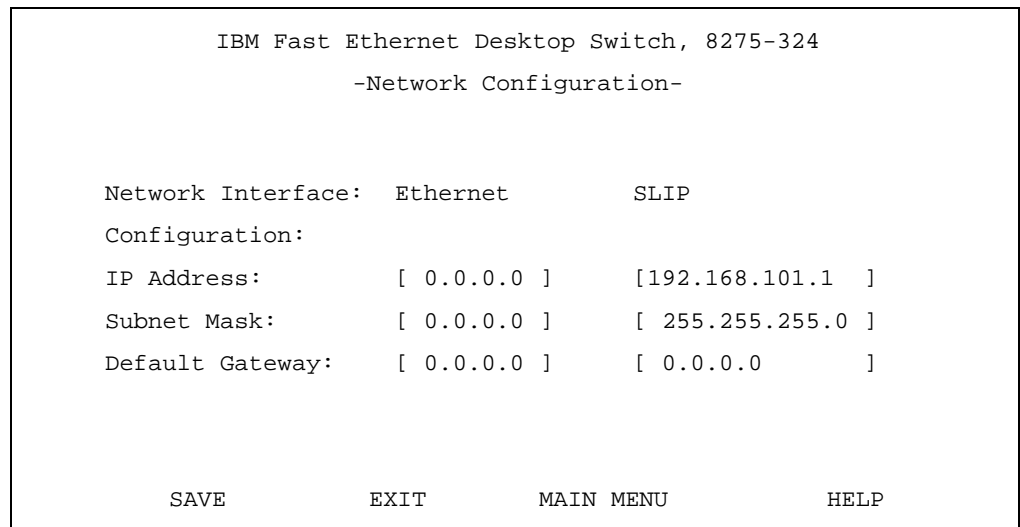 IBM Fast Ethernet Desktop Switch, 8275-324
-Network Configuration-
Network Interface: Ethernet SLIP
Configuration:
IP Address: [ 0.0.0.0 ] [192.168.101.1 ]
Subnet Mask: [ 0.0.0.0 ] [ 255.255.255.0 ]
Default Gateway: [ 0.0.0.0 ] [ 0.0.0.0 ]
SAVE EXIT MAIN MENU HELP